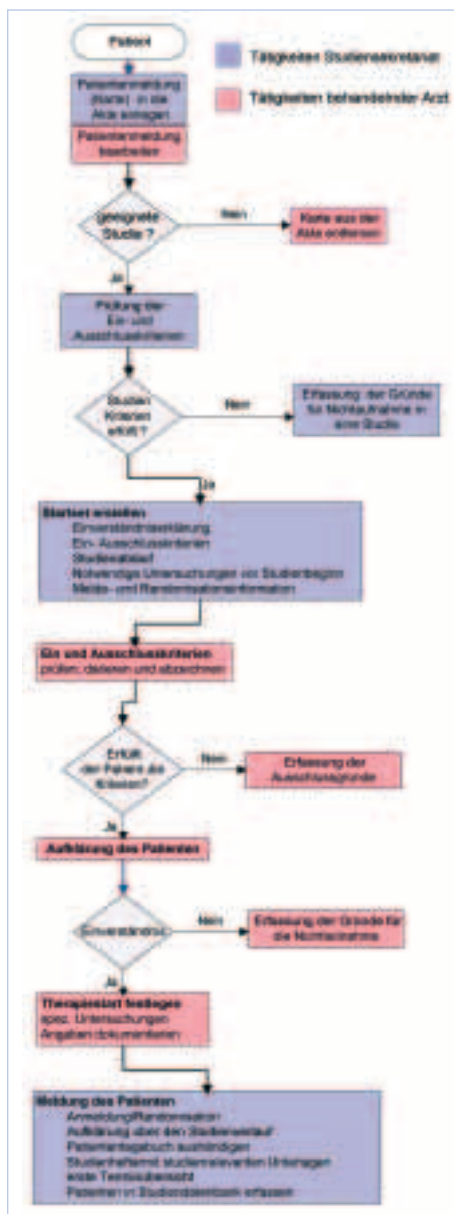 Patient
Tätigkeiten Studiensekretariat
Tätigkeiten behandelnder Arzt
Patientenmeldung
(Karte) in die
Akte einlegen
Patientenmeldung
bearbeiten
geeignete
Studie ?
Nein
Karte aus der
Akte entfernen
Ja
Prüfung der
Ein- und
Ausschlusskriterien
Studien
Kriterien
erfüllt ?
Nein
Erfassung der Gründe
für Nichtaufnahme in
eine Studie
Ja
Startset erstellen
Einverständniserklärung
Ein- Ausschlusskriterien
Studienablauf
Notwendige Untersuchungen vor Studienbeginn
Melde- und Randomisationsinformation
Ein und Ausschlusskriterien
prüfen, datieren und abzeichnen
Erfüllt
der Patient die
Kriterien?
Nein
Erfassung der
Ausschlussgründe
Ja
Aufklärung des Patienten
Einverständnis
Nein
Erfassung der Gründe für
die Nichtteilnahme
Ja
Therapiestart festlegen
spez. Untersuchungen
Angaben dokumentieren
Meldung des Patienten
Anmeldung/Randomisation
Aufklärung über den Studienverlauf
Patiententagebuch aushändigen
Studienhefter mit studienrelevanten Unterlagen
erste Terminübersicht
Patienten in Studiendatenbank erfassen